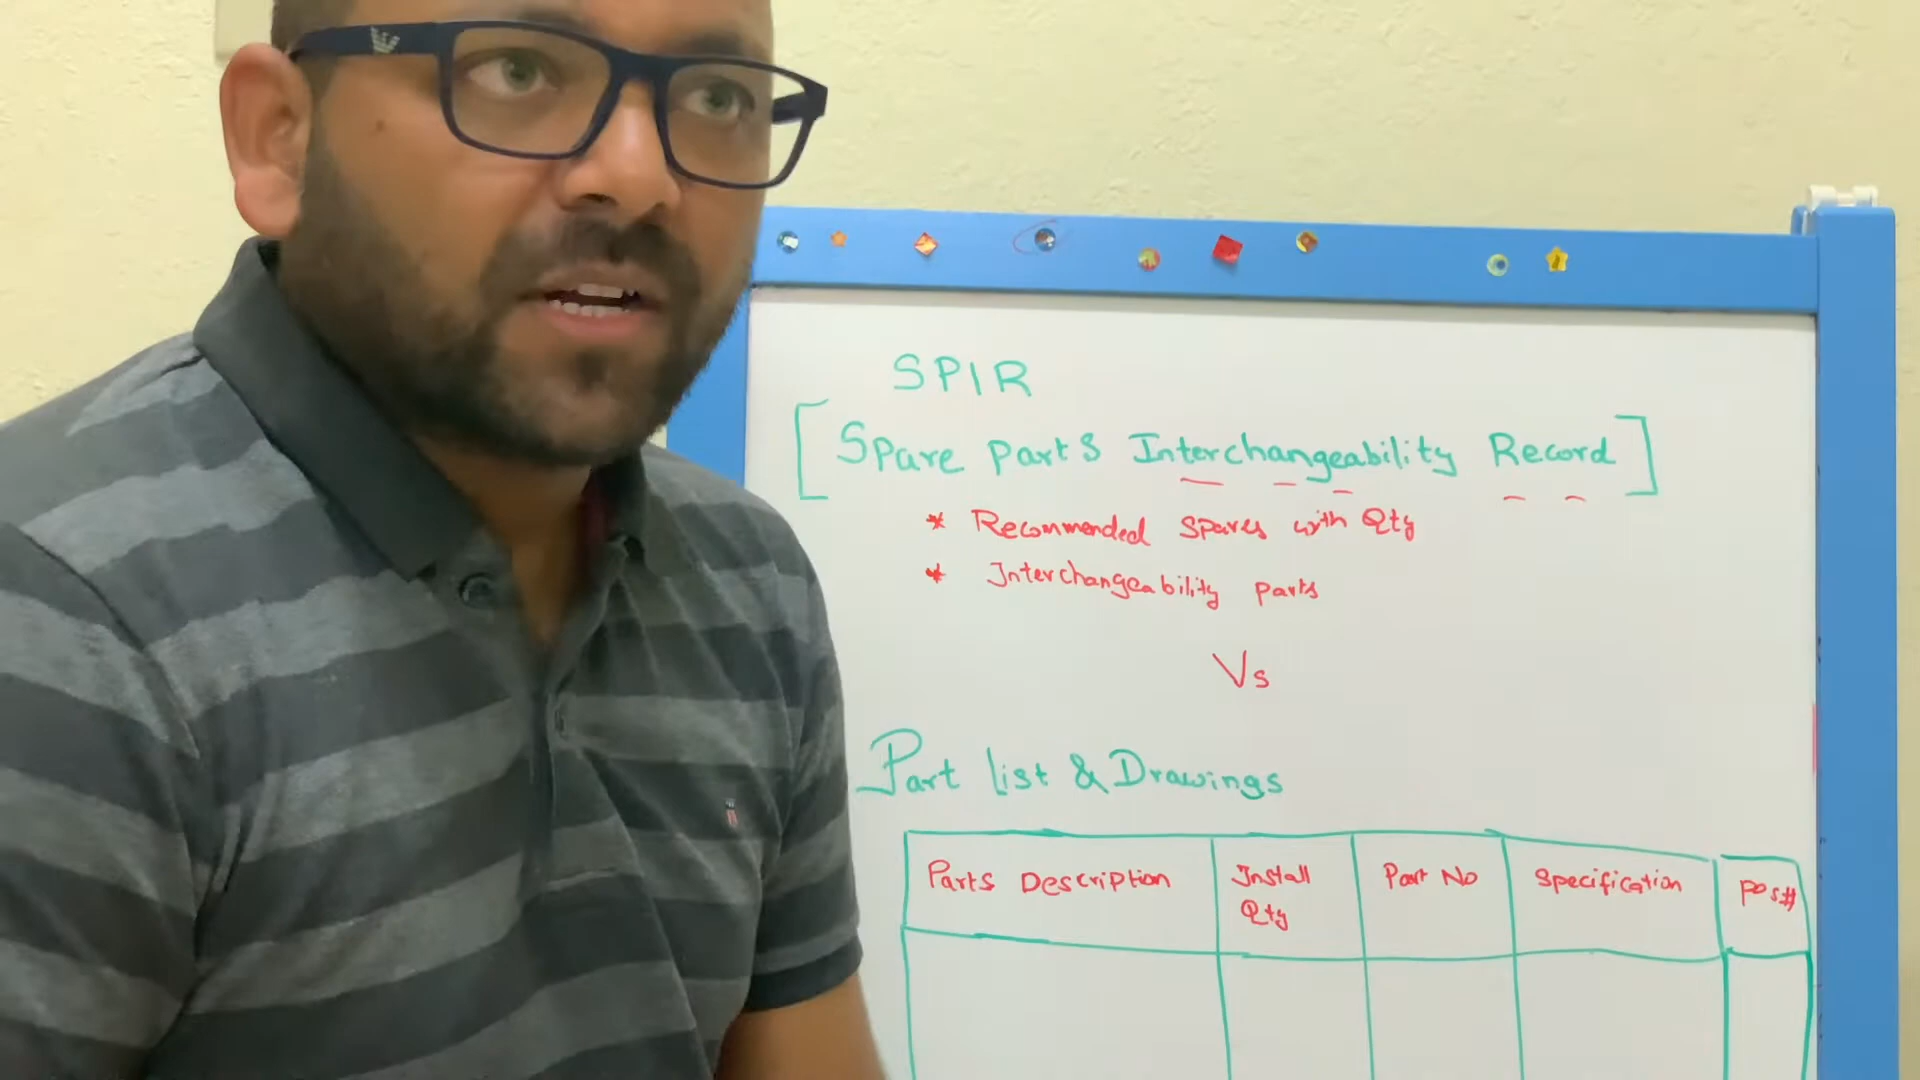 SPIR
[Spare Parts Interchangeability Record]
* Recommended Spares with Qty
* Interchangeability parts
Vs
Part List & Drawings
Parts Description Install Qty Part No Specification Pos#